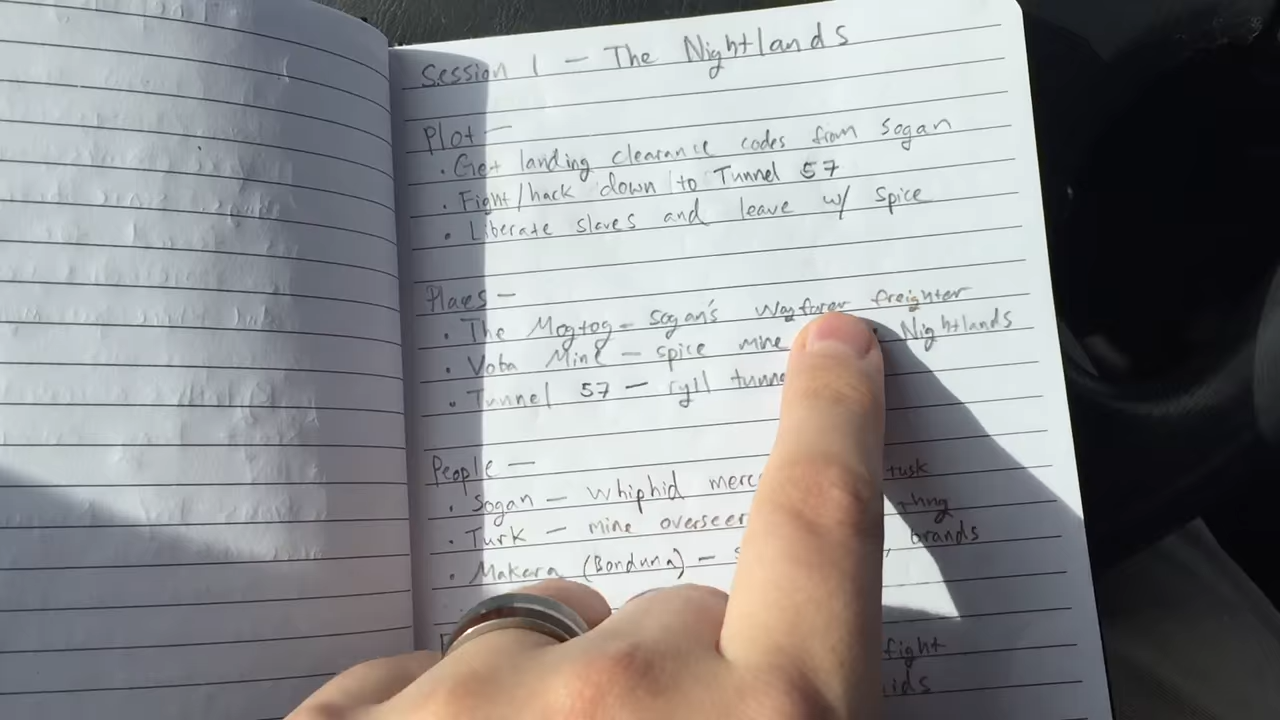 Session 1 - The Nightlands
Plot -
• Get landing clearance codes from Sogan
• Fight/hack down to Tunnel 57
• Liberate slaves and leave w/ spice
Places -
• The Mogtog - Sogan's Wayfarer freighter
• Voba Mine - spice mine Nightlands
• Tunnel 57 - ryll
People -
• Sogan - Whiphid tusk
• Turk - mine overseer
• Makara (Bonduna) - brands
fight